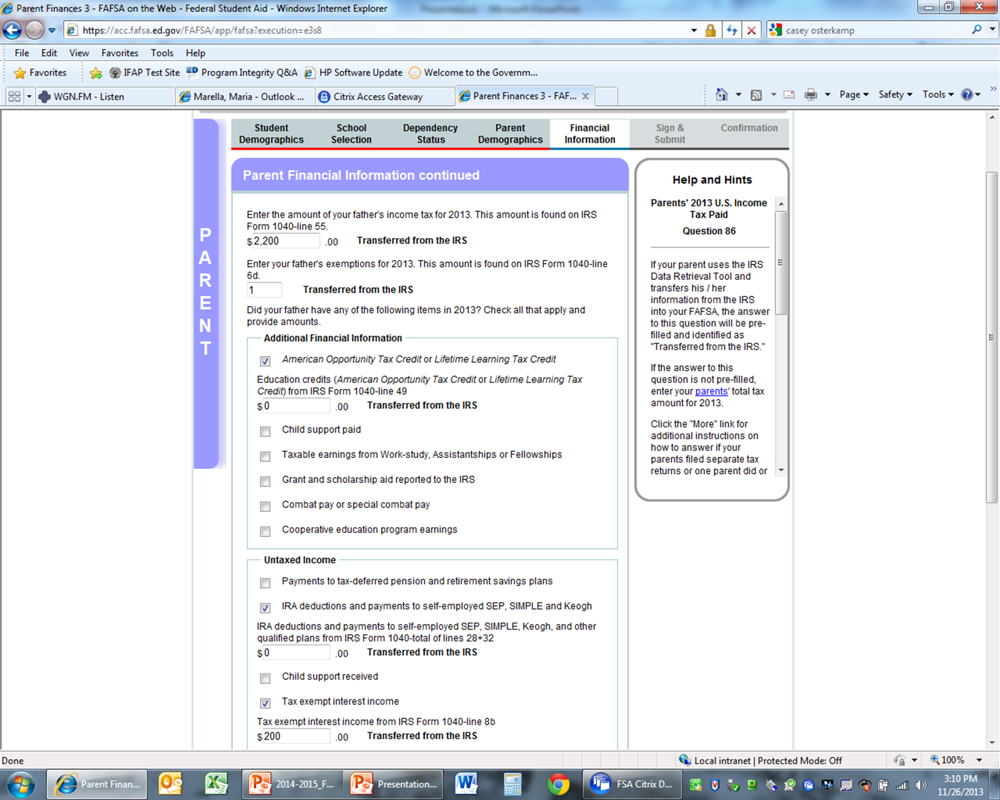 Parent Finances 3 - FAFSA on the Web - Federal Student Aid - Windows Internet Explorer
https://acc.fafsa.ed.gov/FAFSA/app/fafsa?execution=e3s8
casey osterkamp
File Edit View Favorites Tools Help
Favorites IFAP Test Site Program Integrity Q&A HP Software Update Welcome to the Governm...
WGN.FM - Listen Marella, Maria - Outlook ... Citrix Access Gateway Parent Finances 3 - FAF... Page Safety Tools
Student Demographics
School Selection
Dependency Status
Parent Demographics
Financial Information
Sign & Submit
Confirmation
PARENT
Parent Financial Information continued
Enter the amount of your father's income tax for 2013. This amount is found on IRS
Form 1040-line 55.
$ 2,200 .00 Transferred from the IRS
Enter your father's exemptions for 2013. This amount is found on IRS Form 1040-line
6d.
1 Transferred from the IRS
Did your father have any of the following items in 2013? Check all that apply and
provide amounts.
Additional Financial Information
American Opportunity Tax Credit or Lifetime Learning Tax Credit
Education credits (American Opportunity Tax Credit or Lifetime Learning Tax
Credit) from IRS Form 1040-line 49
$ 0 .00 Transferred from the IRS
Child support paid
Taxable earnings from Work-study, Assistantships or Fellowships
Grant and scholarship aid reported to the IRS
Combat pay or special combat pay
Cooperative education program earnings
Untaxed Income
Payments to tax-deferred pension and retirement savings plans
IRA deductions and payments to self-employed SEP, SIMPLE and Keogh
IRA deductions and payments to self-employed SEP, SIMPLE, Keogh, and other
qualified plans from IRS Form 1040-total of lines 28+32
$ 0 .00 Transferred from the IRS
Child support received
Tax exempt interest income
Tax exempt interest income from IRS Form 1040-line 8b
$ 200 .00 Transferred from the IRS
Help and Hints
Parents' 2013 U.S. Income
Tax Paid
Question 86
If your parent uses the IRS
Data Retrieval Tool and
transfers his / her
information from the IRS
into your FAFSA, the answer
to this question will be pre-
filled and identified as
"Transferred from the IRS."
If the answer to this
question is not pre-filled,
enter your parents' total tax
amount for 2013.
Click the "More" link for
additional instructions on
how to answer if your
parents filed separate tax
returns or one parent did or
Done
Local intranet | Protected Mode: Off
100%
Parent Finan...
2014-2015_F...
Presentation...
FSA Citrix D...
3:10 PM
11/26/2013